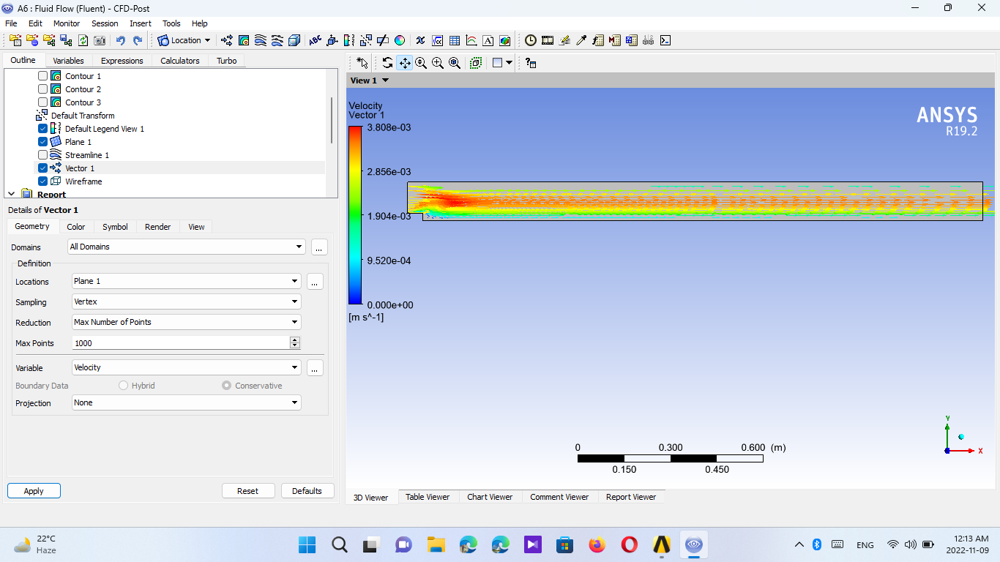 A6 : Fluid Flow (Fluent) - CFD-Post
File Edit Monitor Session Insert Tools Help
Location
Outline Variables Expressions Calculators Turbo
Contour 1
Contour 2
Contour 3
Default Transform
Default Legend View 1
Plane 1
Streamline 1
Vector 1
Wireframe
Report
Details of Vector 1
Geometry Color Symbol Render View
Domains All Domains ...
Definition
Locations Plane 1 ...
Sampling Vertex
Reduction Max Number of Points
Max Points 1000
Variable Velocity ...
Boundary Data Hybrid Conservative
Projection None
Apply Reset Defaults
View 1
Velocity
Vector 1
3.808e-03
2.856e-03
1.904e-03
9.520e-04
0.000e+00
[m s^-1]
ANSYS
R19.2
0 0.300 0.600 (m)
0.150 0.450
Y
X
3D Viewer Table Viewer Chart Viewer Comment Viewer Report Viewer
22°C
Haze
ENG
12:13 AM
2022-11-09